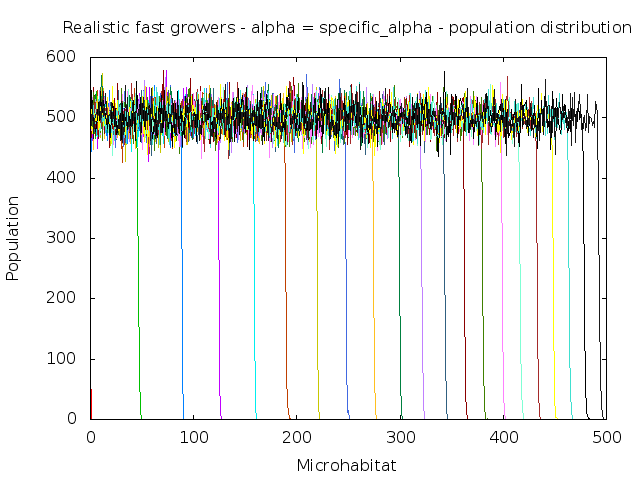 Realistic fast growers - alpha = specific_alpha - population distribution
600
500
400
300
200
100
0
Population
0 100 200 300 400 500
Microhabitat